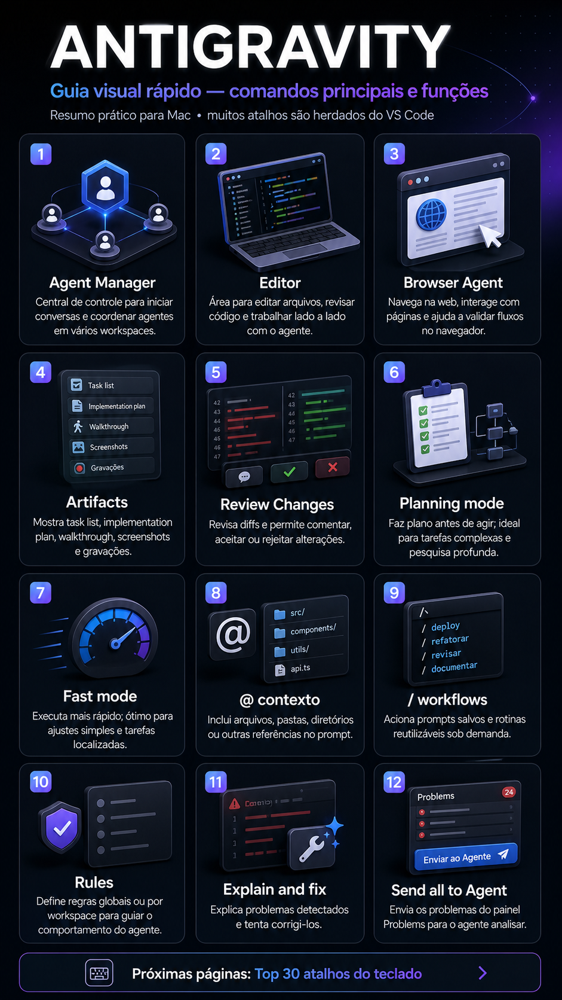 ANTIGRAVITY
Guia visual rápido — comandos principais e funções
Resumo prático para Mac • muitos atalhos são herdados do VS Code
1
Agent Manager
Central de controle para iniciar
conversas e coordenar agentes
em vários workspaces.
2
Editor
Área para editar arquivos, revisar
código e trabalhar lado a lado
com o agente.
3
Browser Agent
Navega na web, interage com
páginas e ajuda a validar fluxos
no navegador.
4
Task list
Implementation plan
Walkthrough
Screenshots
Gravações
Artifacts
Mostra task list, implementation
plan, walkthrough, screenshots
e gravações.
5
42
43
44
45
46
47
42
43
44
46
47
Review Changes
Revisa diffs e permite comentar,
aceitar ou rejeitar alterações.
6
Planning mode
Faz plano antes de agir; ideal
para tarefas complexas e
pesquisa profunda.
7
Fast mode
Executa mais rápido; ótimo para
ajustes simples e tarefas
localizadas.
8
@
src/
components/
utils/
api.ts
@ contexto
Inclui arquivos, pastas, diretórios
ou outras referências no prompt.
9
/ deploy
/ refatorar
/ revisar
/ documentar
/ workflows
Aciona prompts salvos e rotinas
reutilizáveis sob demanda.
10
Rules
Define regras globais ou por
workspace para guiar o
comportamento do agente.
11
1
1
1
1
Explain and fix
Explica problemas detectados
e tenta corrigi-los.
12
Problems 24
Enviar ao Agente
Send all to Agent
Envia os problemas do painel
Problems para o agente analisar.
Próximas páginas: Top 30 atalhos do teclado